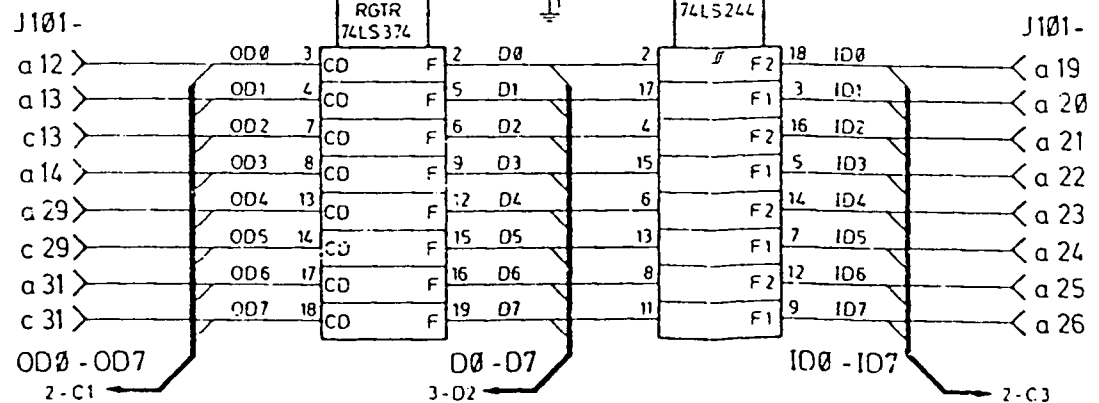 J101-
RGTR
74LS374
74LS244
J101-
a12 OD0 3 CD F 2 D0 2 F2 18 ID0 a 19
a13 OD1 4 CD F 5 D1 17 F1 3 ID1 a 20
c13 OD2 7 CD F 6 D2 4 F2 16 ID2 a 21
a14 OD3 8 CD F 9 D3 15 F1 5 ID3 a 22
a 29 OD4 13 CD F 12 D4 6 F2 14 ID4 a 23
c 29 OD5 14 CD F 15 D5 13 F1 7 ID5 a 24
a 31 OD6 17 CD F 16 D6 8 F2 12 ID6 a 25
c 31 OD7 18 CD F 19 D7 11 F1 9 ID7 a 26
OD0 - OD7 D0 - D7 ID0 - ID7
2-C1 3-D2 2-C3